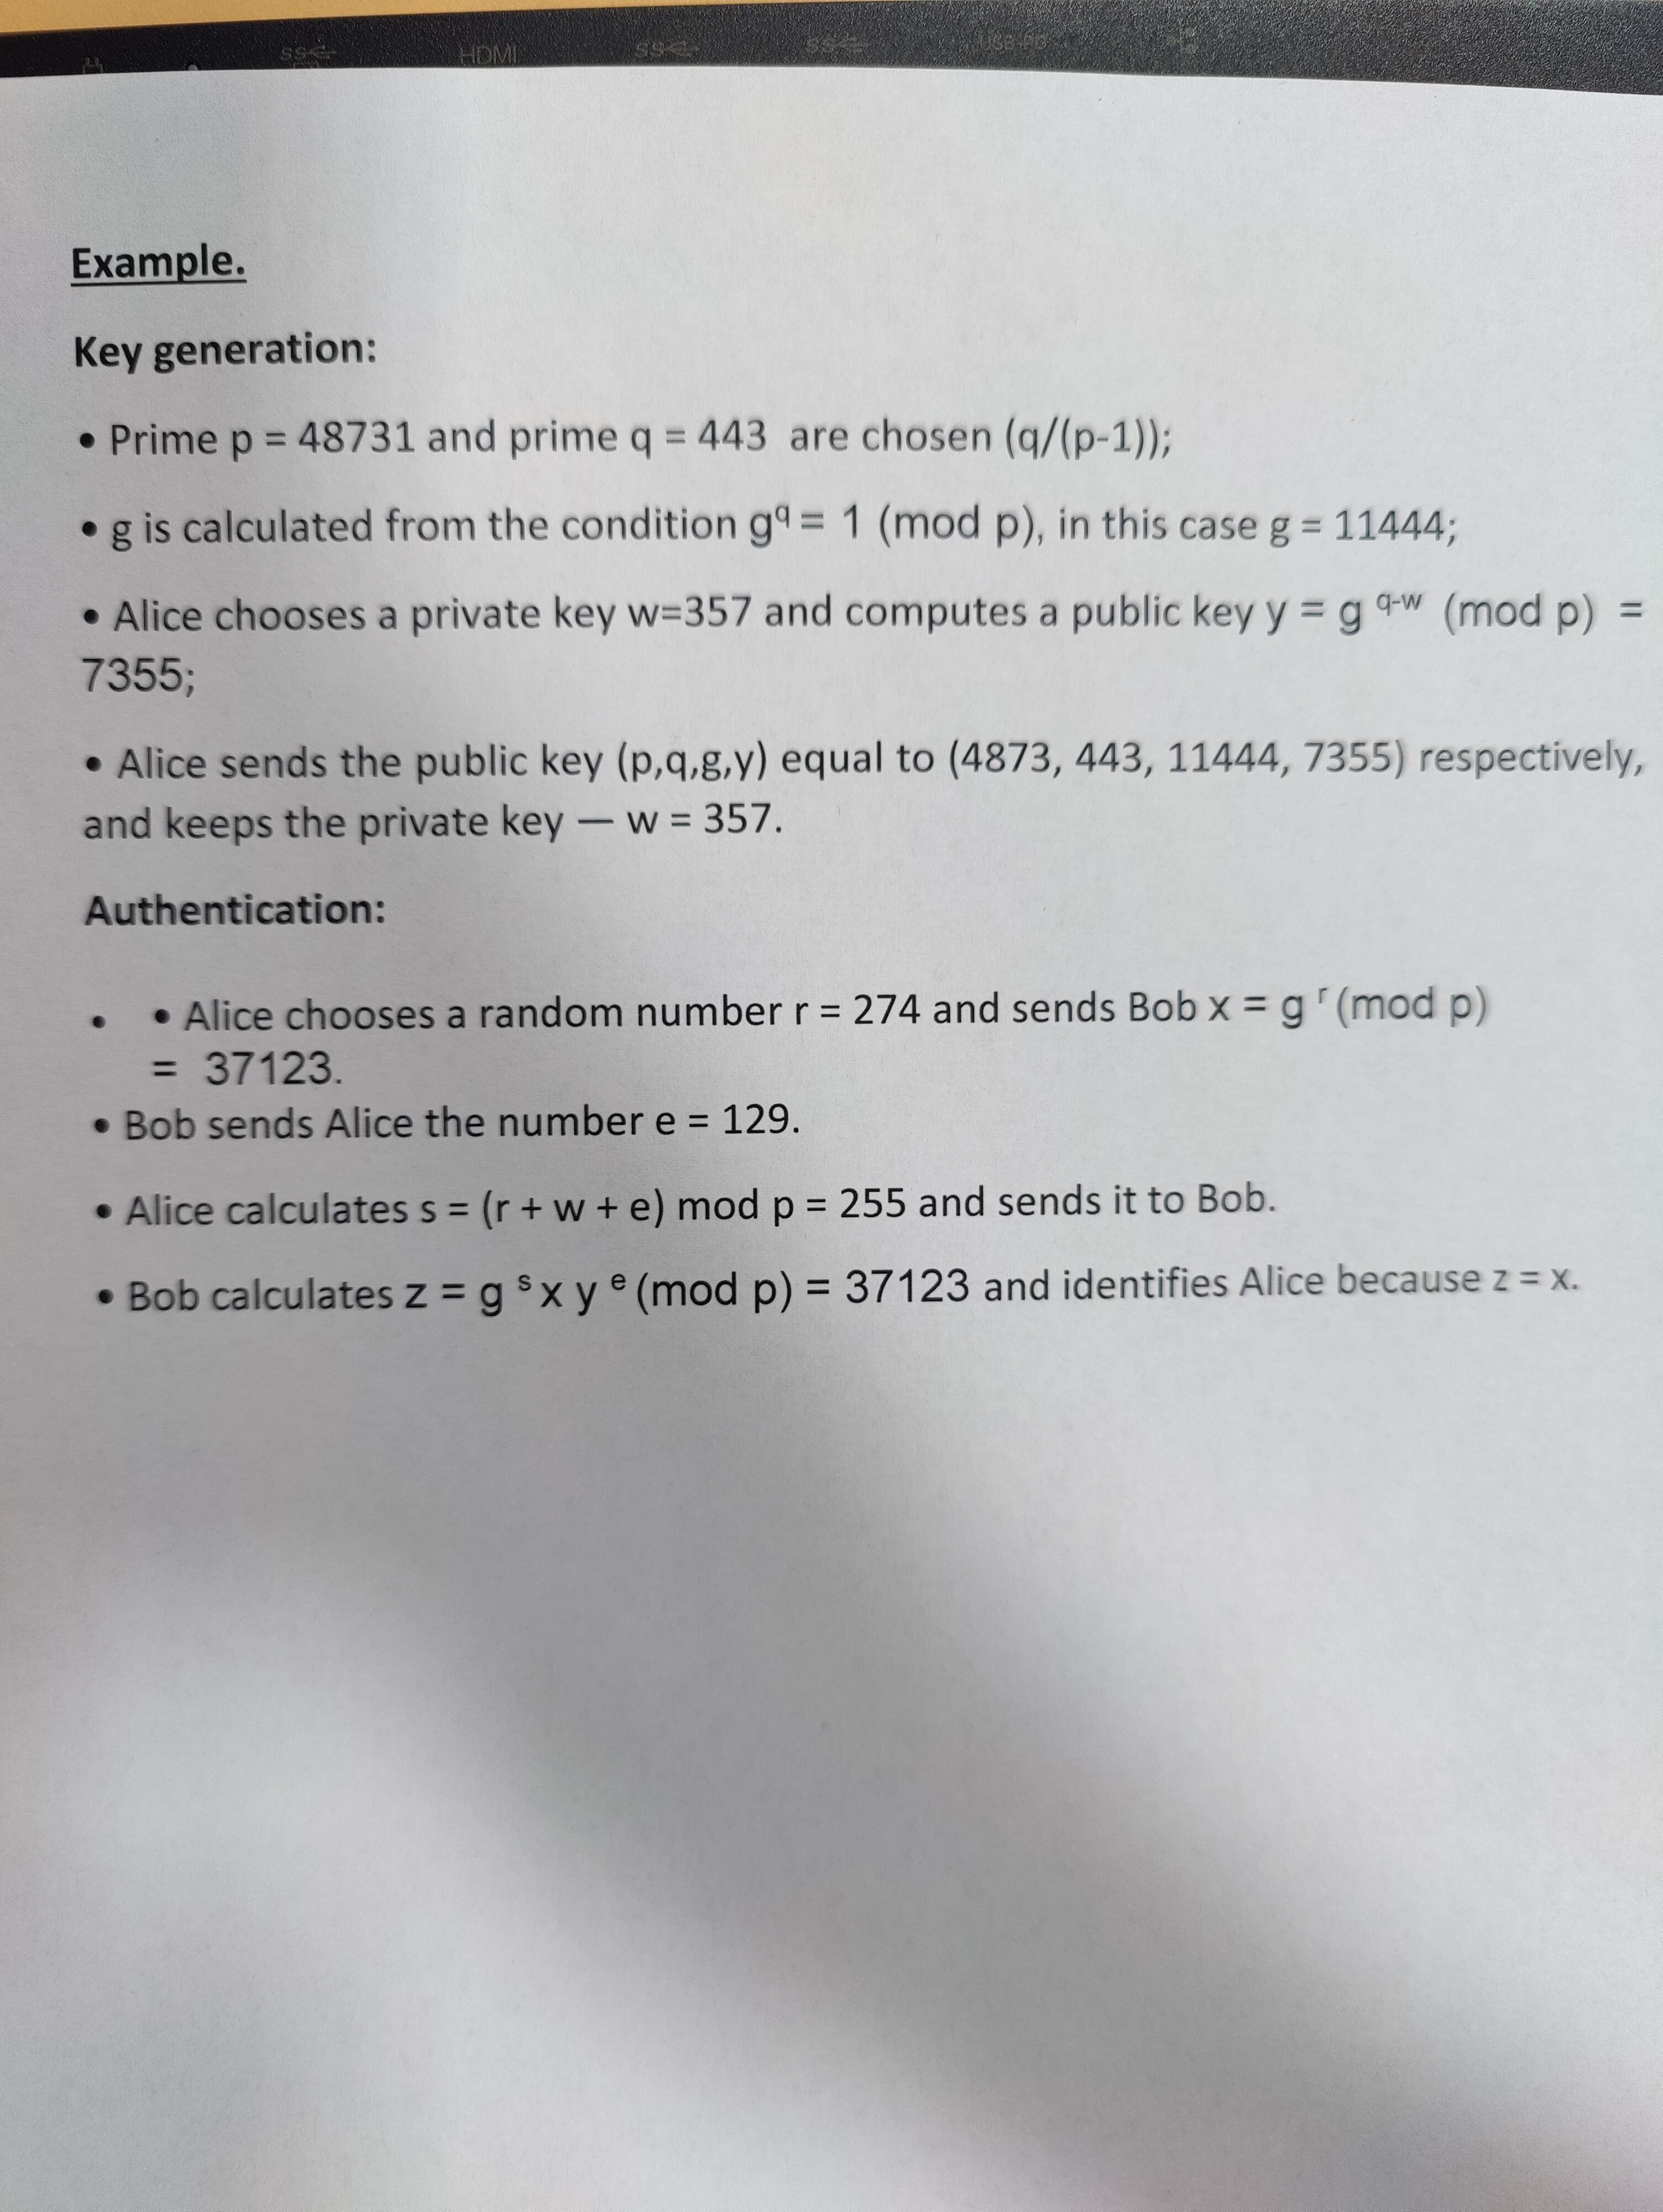 SS
HDMI
SS
SS
Example.
Key generation:
• Prime p = 48731 and prime q = 443 are chosen (q/(p-1));
• g is calculated from the condition g^q = 1 (mod p), in this case g = 11444;
• Alice chooses a private key w=357 and computes a public key y = g ^q-w (mod p) =
7355;
• Alice sends the public key (p,q,g,y) equal to (4873, 443, 11444, 7355) respectively,
and keeps the private key — w = 357.
Authentication:
• • Alice chooses a random number r = 274 and sends Bob x = g ^r (mod p)
= 37123.
• Bob sends Alice the number e = 129.
• Alice calculates s = (r + w + e) mod p = 255 and sends it to Bob.
• Bob calculates z = g ^s x y ^e (mod p) = 37123 and identifies Alice because z = x.